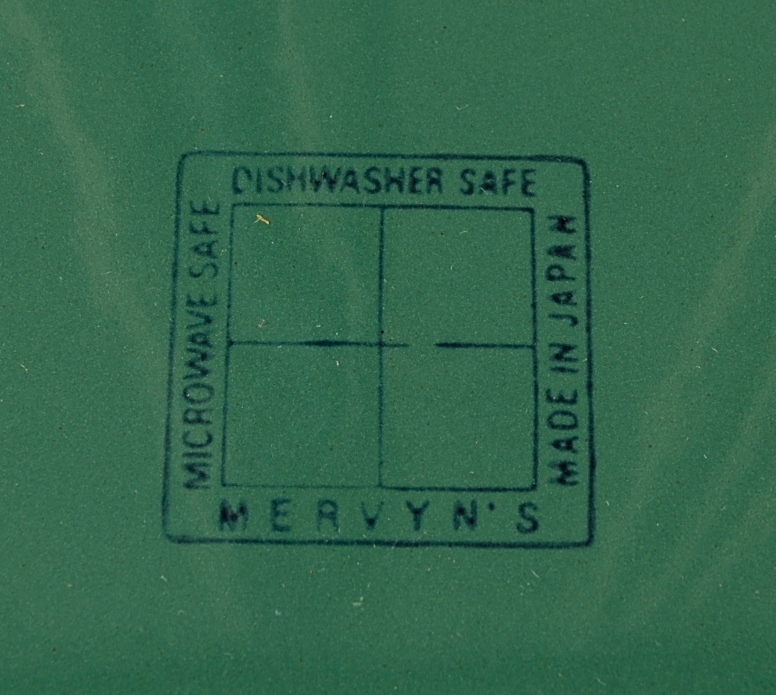 DISHWASHER SAFE
MICROWAVE SAFE
MADE IN JAPAN
MERVYN'S